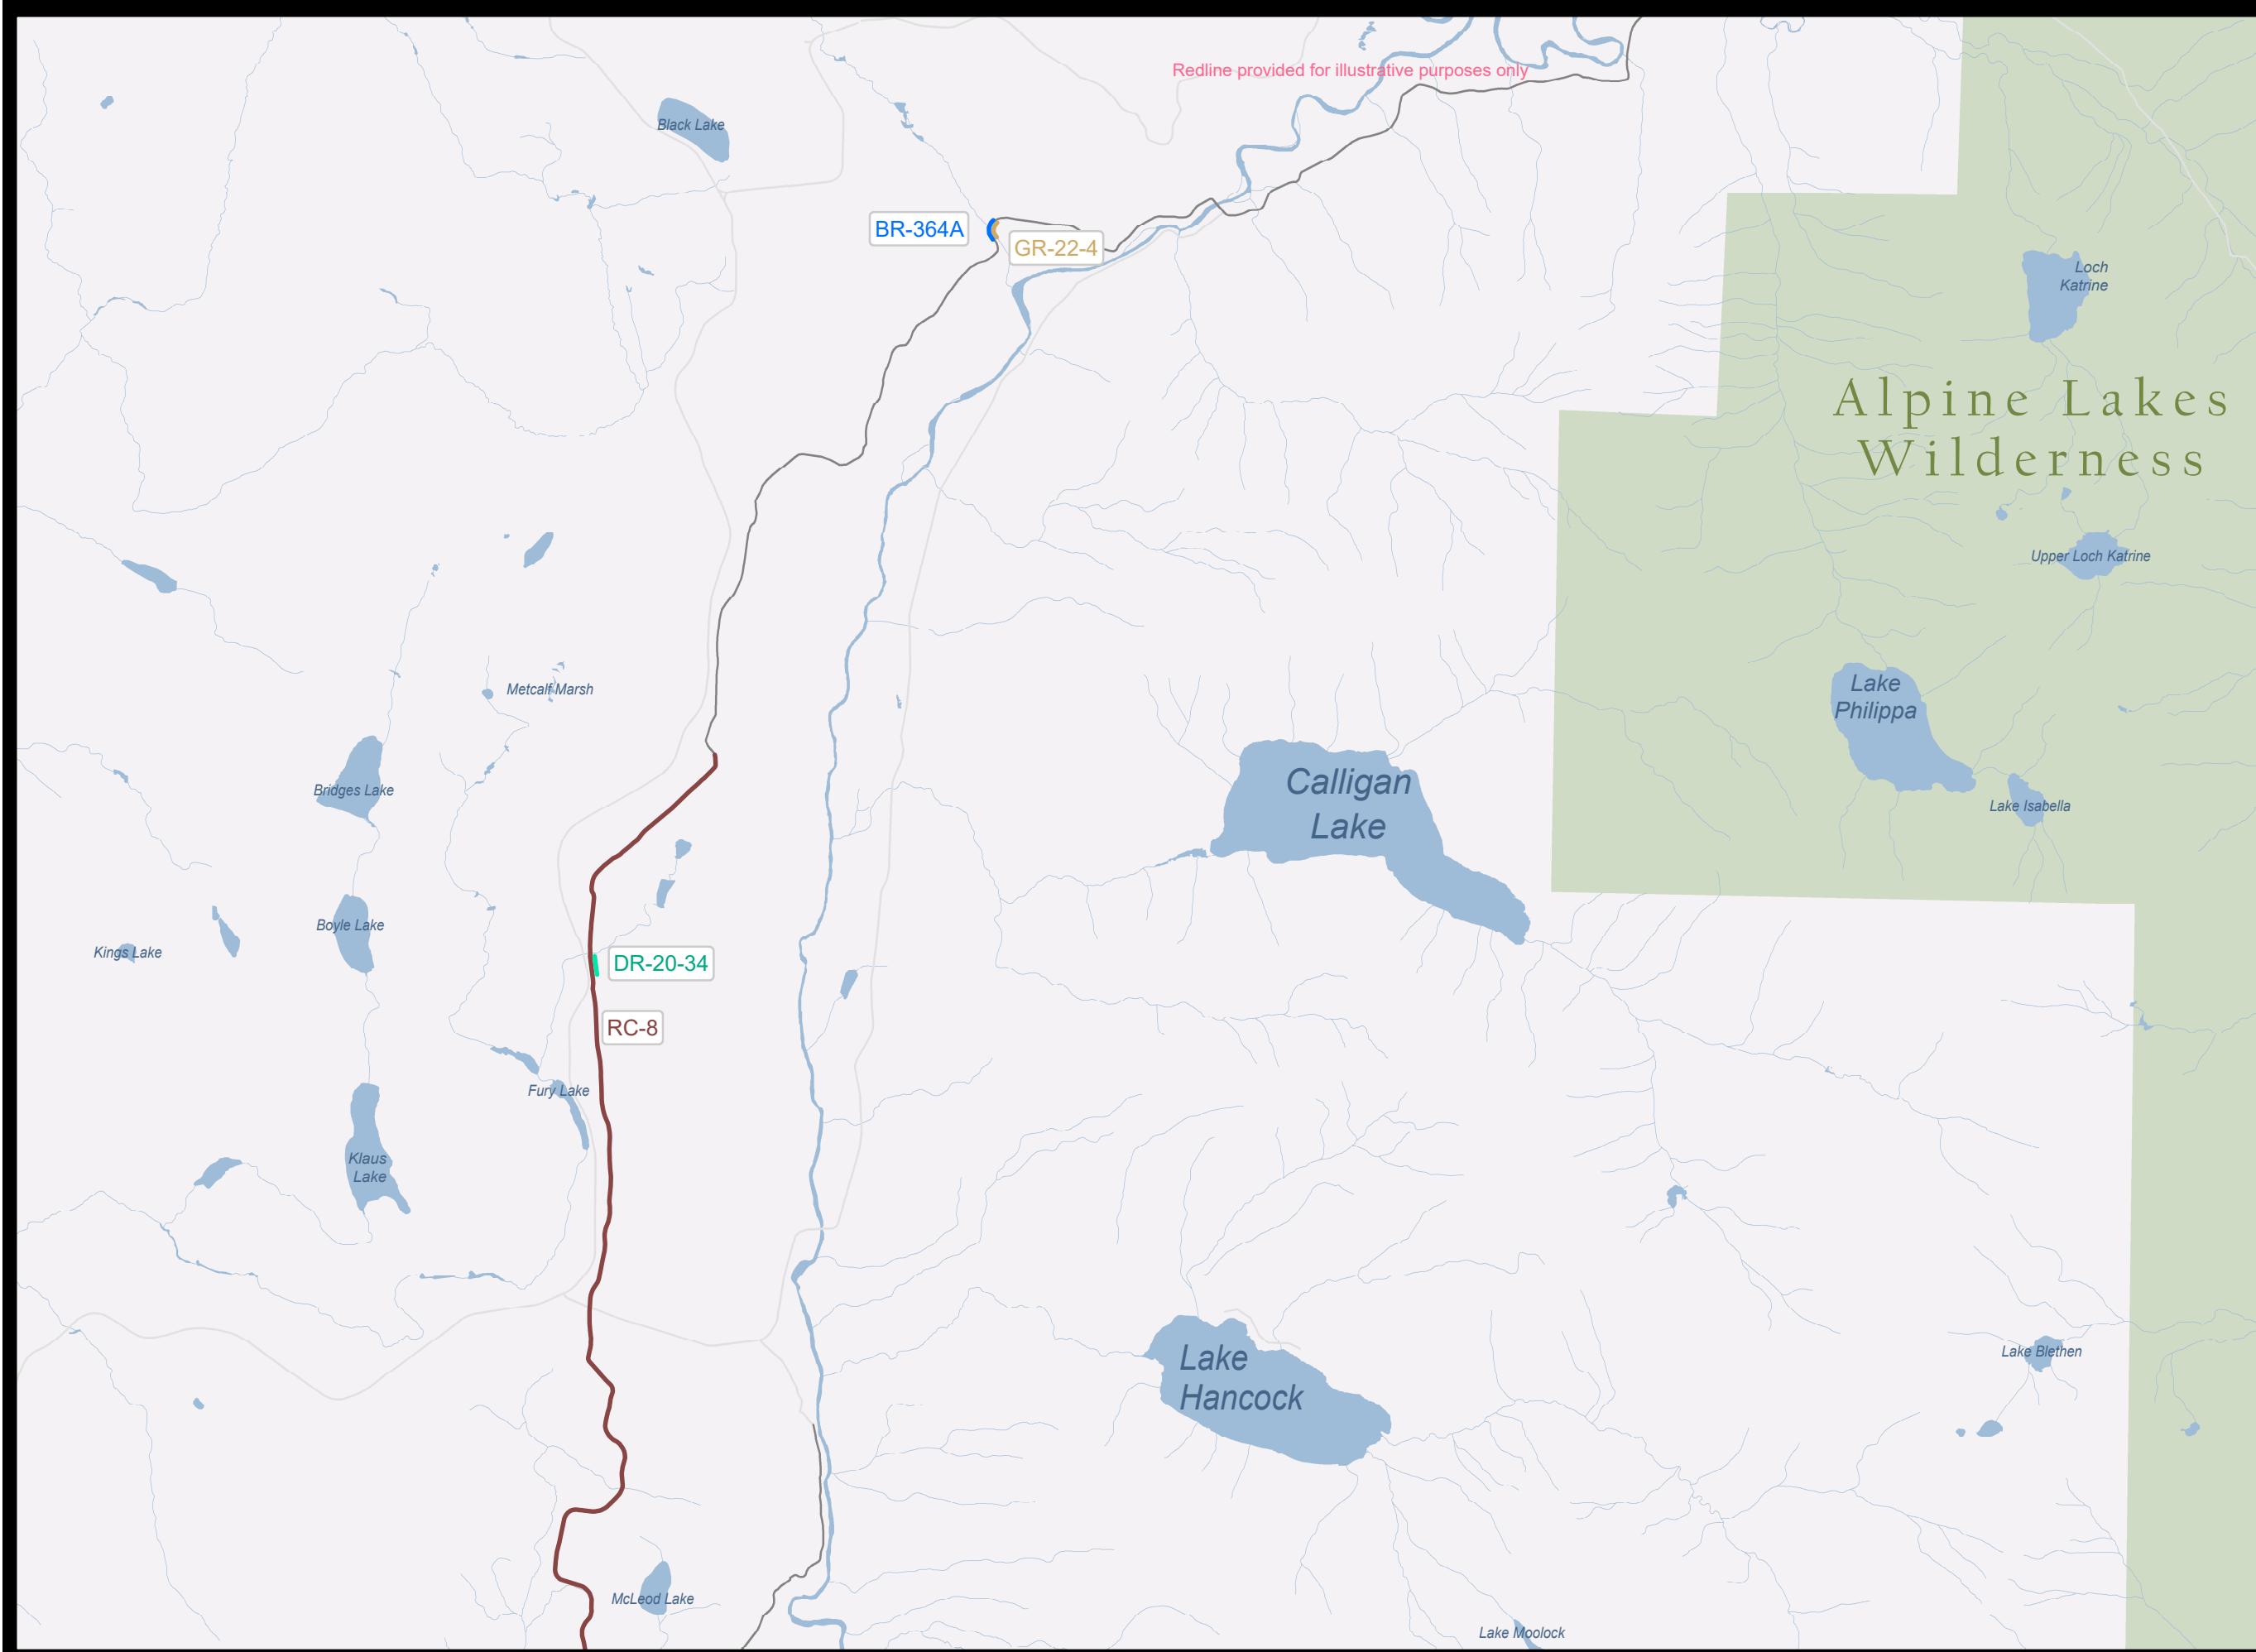 Redline provided for illustrative purposes only
Black Lake
BR-364A
GR-22-4
Loch
Katrine
Alpine Lakes
Wilderness
Upper Loch Katrine
Metcalf Marsh
Lake
Philippa
Bridges Lake
Calligan
Lake
Lake Isabella
Boyle Lake
Kings Lake
DR-20-34
RC-8
Fury Lake
Klaus
Lake
Lake
Hancock
Lake Blethen
McLeod Lake
Lake Moolock